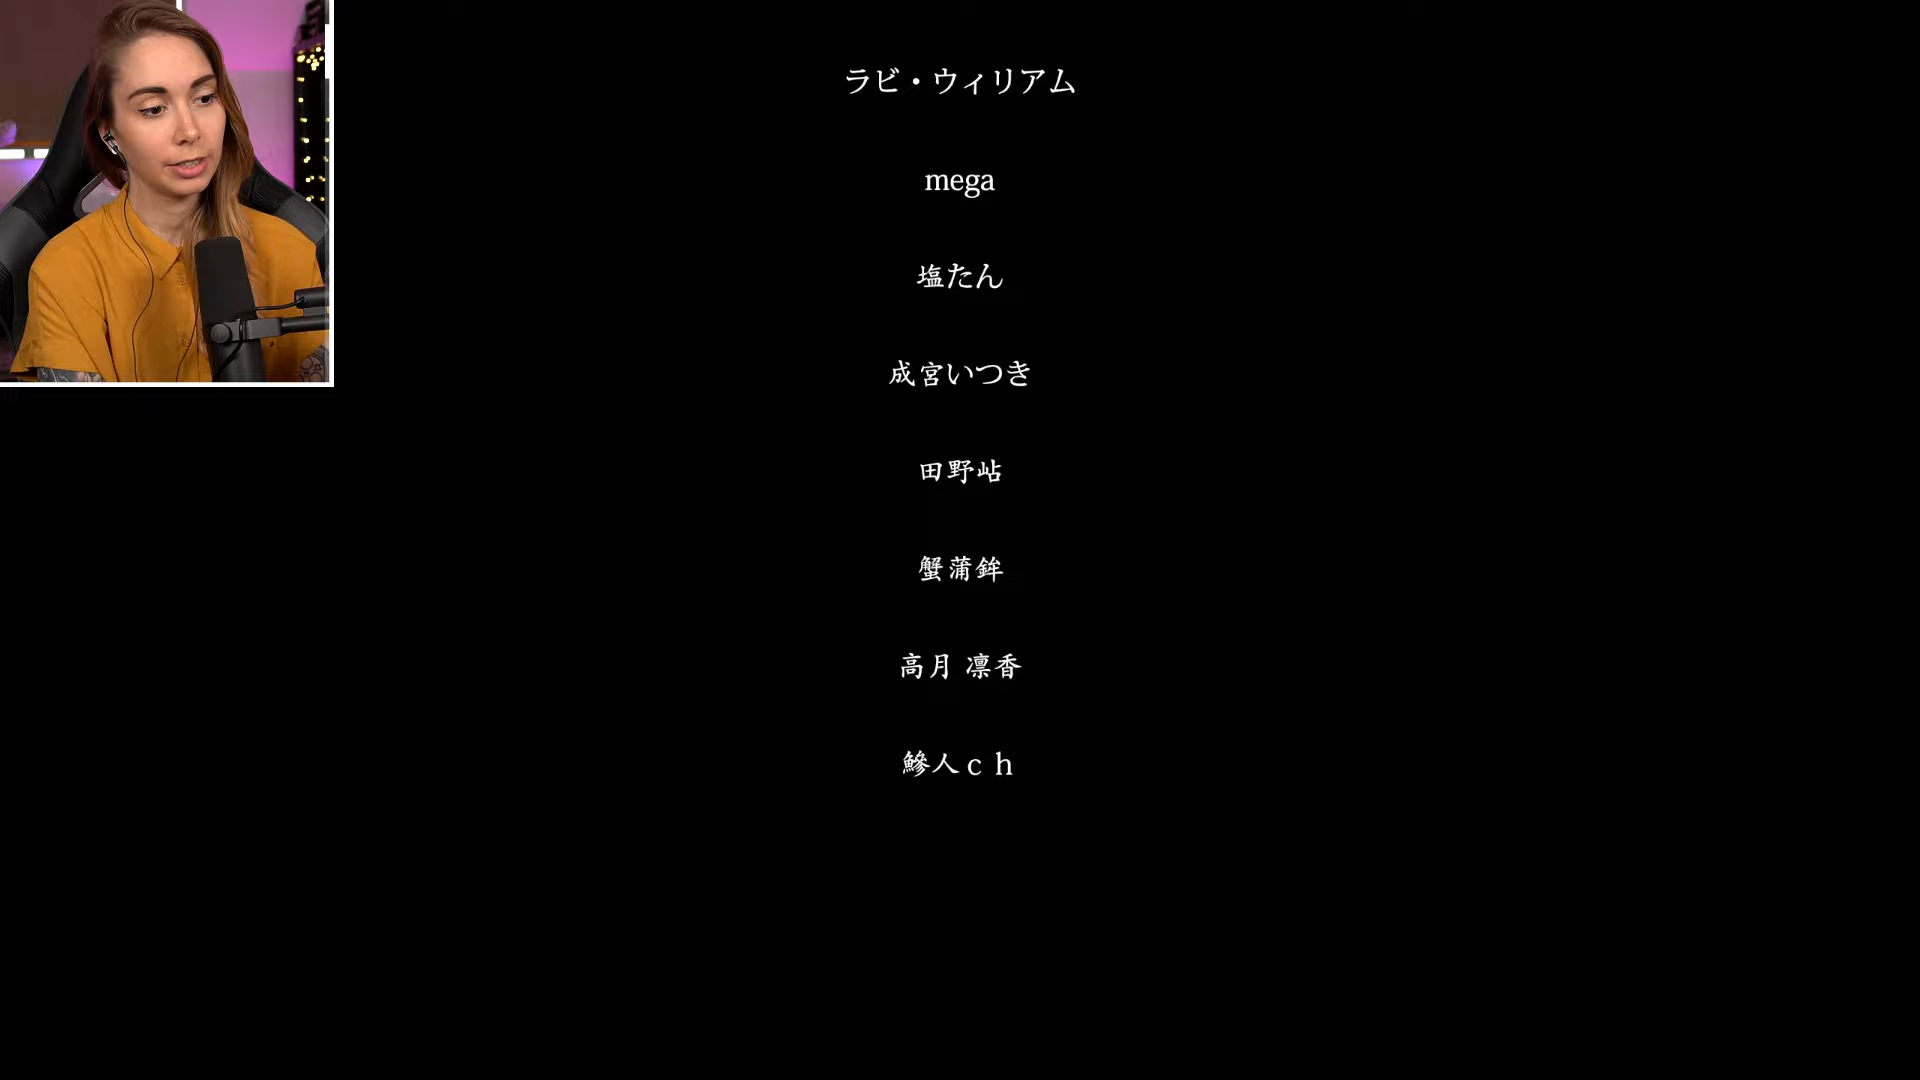 ラビ・ウィリアム
mega
塩たん
成宮いつき
田野岾
蟹蒲鉾
高月 凛香
鰺人ｃｈ